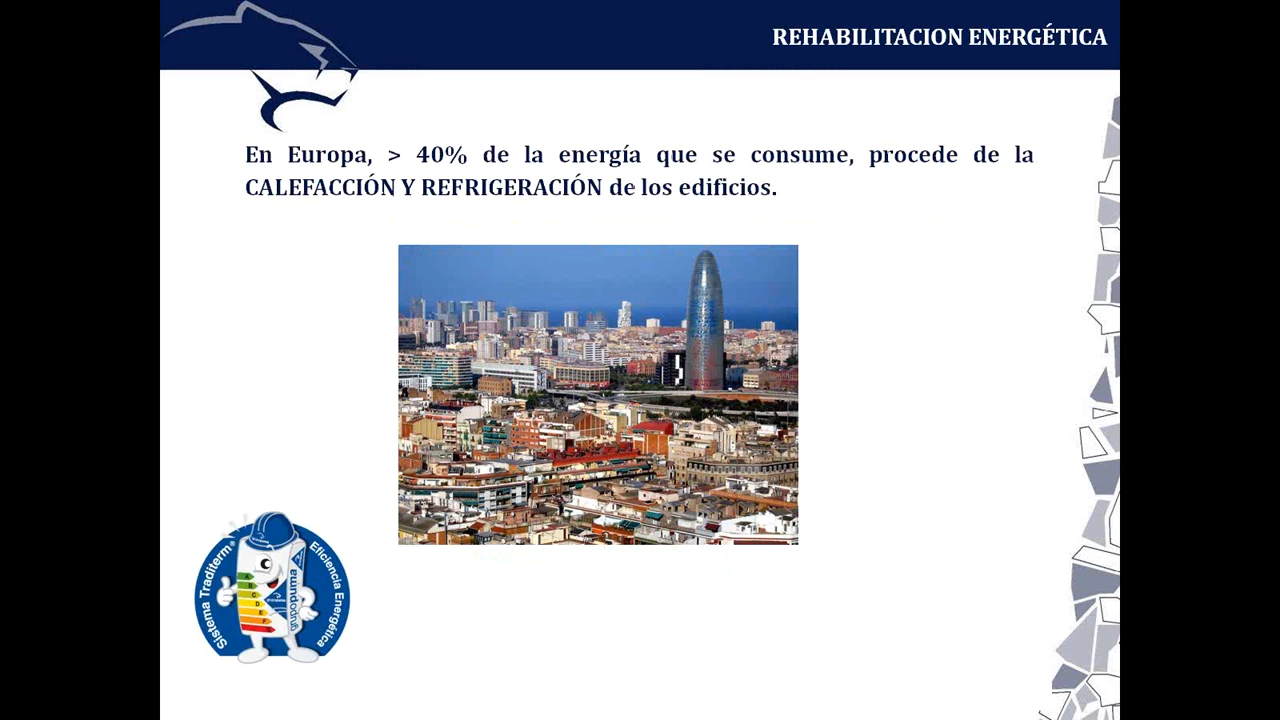 REHABILITACION ENERGÉTICA
En Europa, > 40% de la energía que se consume, procede de la
CALEFACCIÓN Y REFRIGERACIÓN de los edificios.
Sistema Traditerm®
Eficiencia Energética
A
B
C
D
E
F
grupopuma